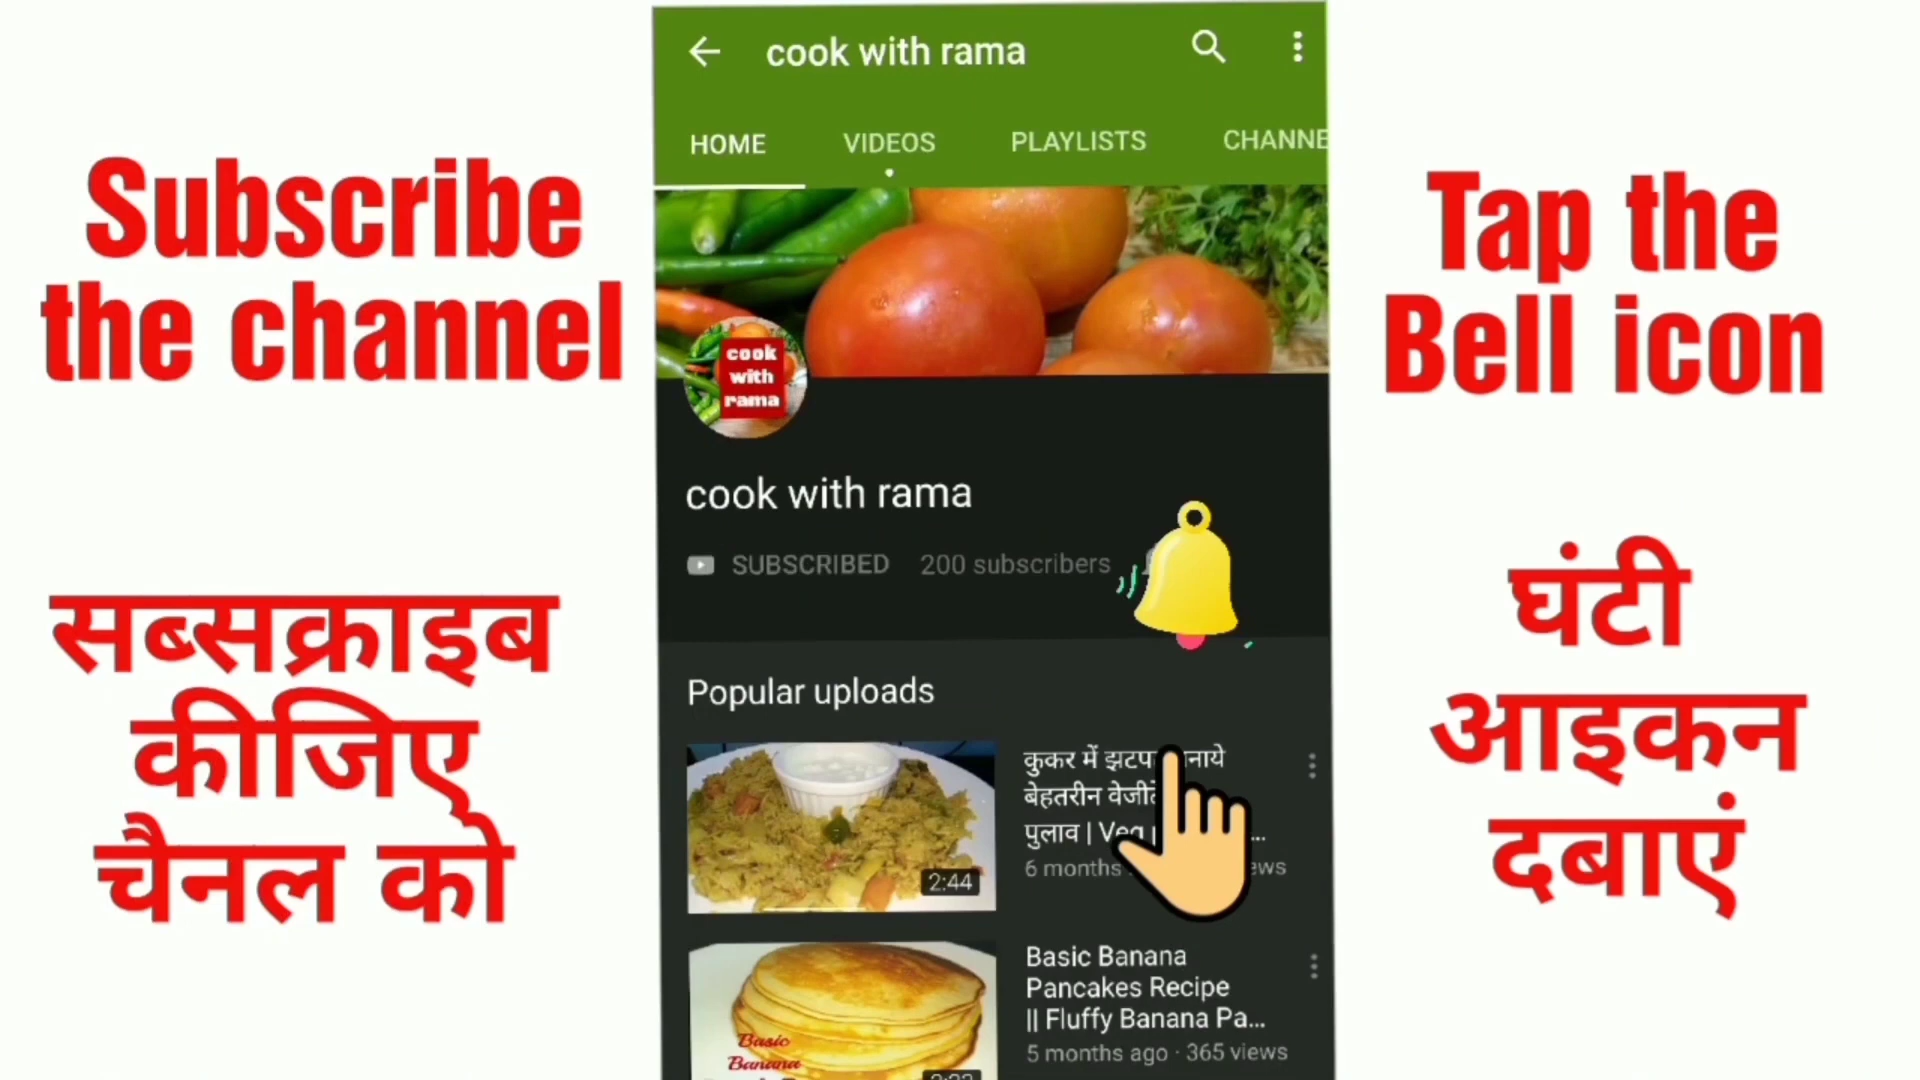 Subscribe
the channel
सब्सक्राइब
कीजिए
चैनल को
cook with rama
HOME VIDEOS PLAYLISTS CHANNE
cook
with
rama
cook with rama
SUBSCRIBED 200 subscribers
Popular uploads
2:44
कुकर में
बेहतरीन
पुलाव | Veg
6 months
Basic
Banana
Basic Banana
Pancakes Recipe
|| Fluffy Banana Pa...
5 months ago · 365 views
Tap the
Bell icon
घंटी
आइकन
दबाएं